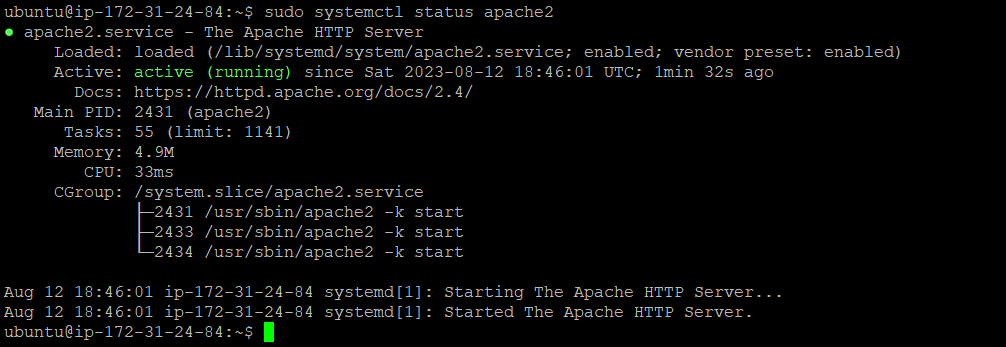 ubuntu@ip-172-31-24-84:~$ sudo systemctl status apache2
● apache2.service - The Apache HTTP Server
     Loaded: loaded (/lib/systemd/system/apache2.service; enabled; vendor preset: enabled)
     Active: active (running) since Sat 2023-08-12 18:46:01 UTC; 1min 32s ago
       Docs: https://httpd.apache.org/docs/2.4/
   Main PID: 2431 (apache2)
      Tasks: 55 (limit: 1141)
     Memory: 4.9M
        CPU: 33ms
     CGroup: /system.slice/apache2.service
             ├─2431 /usr/sbin/apache2 -k start
             ├─2433 /usr/sbin/apache2 -k start
             └─2434 /usr/sbin/apache2 -k start

Aug 12 18:46:01 ip-172-31-24-84 systemd[1]: Starting The Apache HTTP Server...
Aug 12 18:46:01 ip-172-31-24-84 systemd[1]: Started The Apache HTTP Server.
ubuntu@ip-172-31-24-84:~$